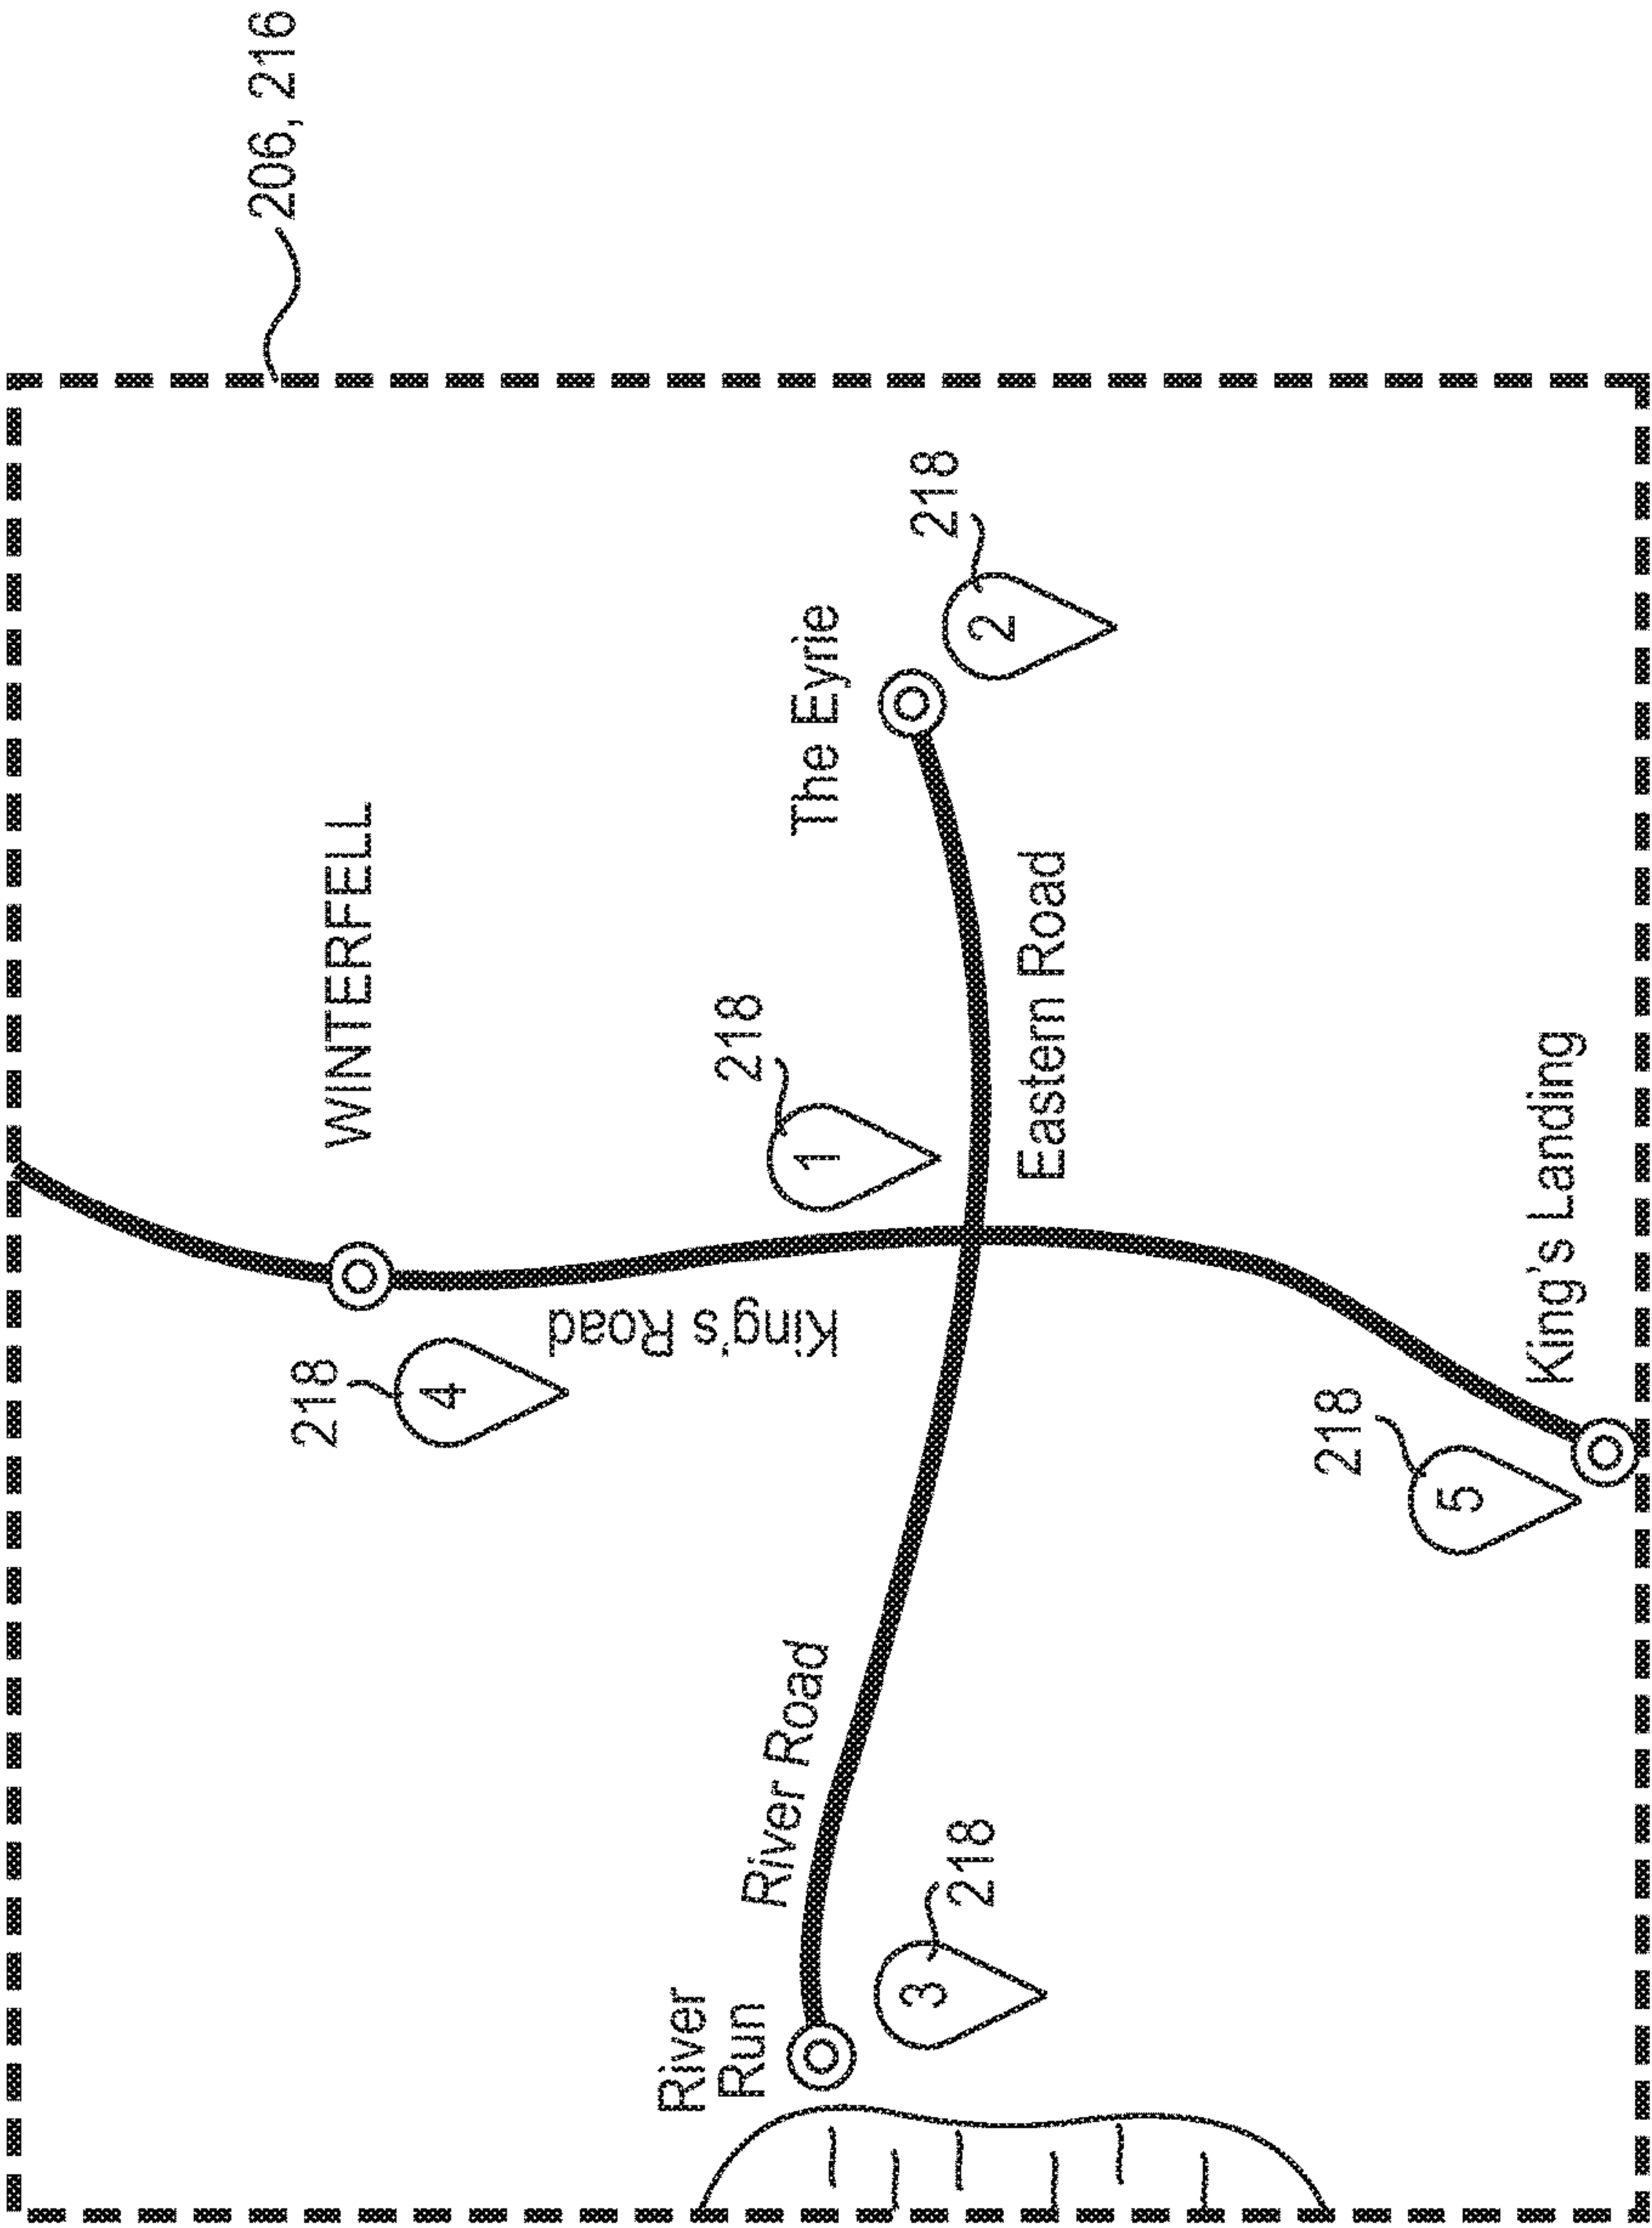 206, 216
WINTERFELL
218
4
King's Road
218
1
The Eyrie
218
2
River
Run
River Road
218
3
Eastern Road
218
5
King's Landing